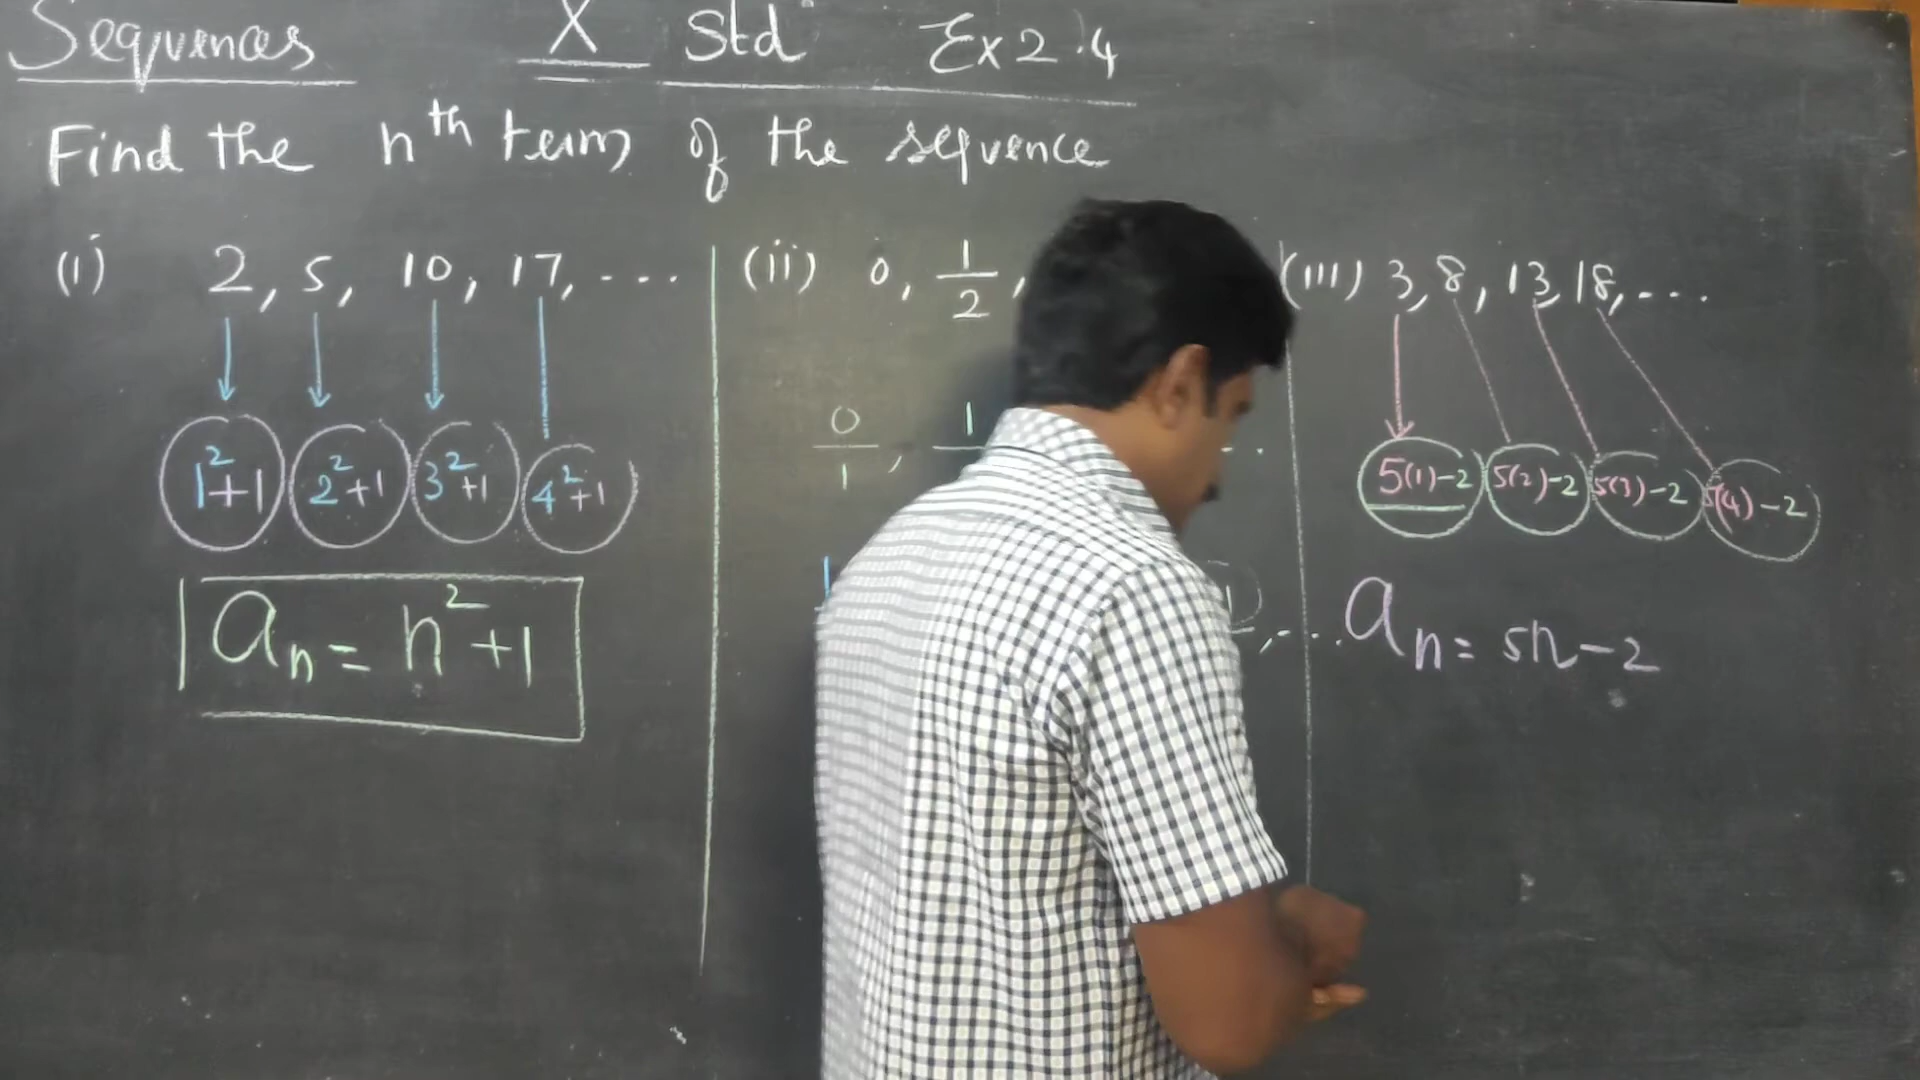 Sequences X Std Ex 2.4
Find the nth term of the sequence
(i) 2, 5, 10, 17, ....
1²+1 2²+1 3²+1 4²+1
aₙ = n²+1
(ii) 0, 1/2,
0/1, 1
(iii) 3, 8, 13, 18, ...
5(1)-2 5(2)-2 5(3)-2 5(4)-2
aₙ = 5n-2